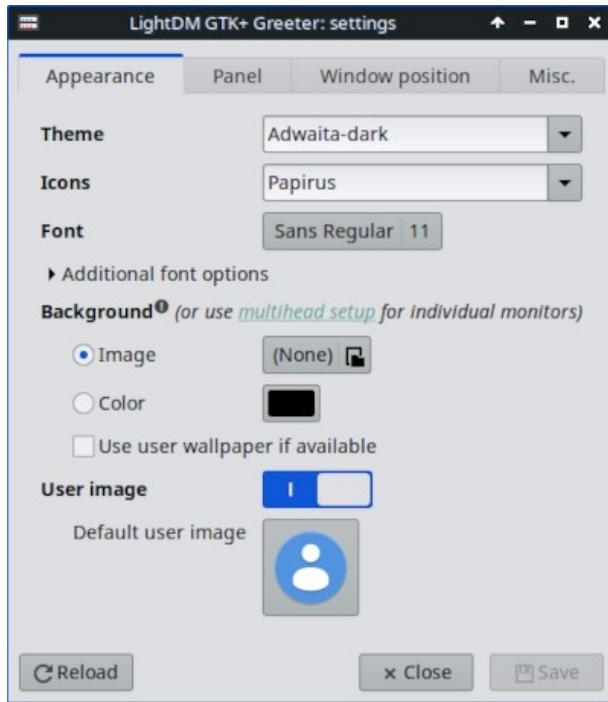 LightDM GTK+ Greeter: settings
Appearance Panel Window position Misc.
Theme Adwaita-dark
Icons Papirus
Font Sans Regular 11
Additional font options
Background (or use multihead setup for individual monitors)
Image (None)
Color
Use user wallpaper if available
User image
Default user image
Reload Close Save